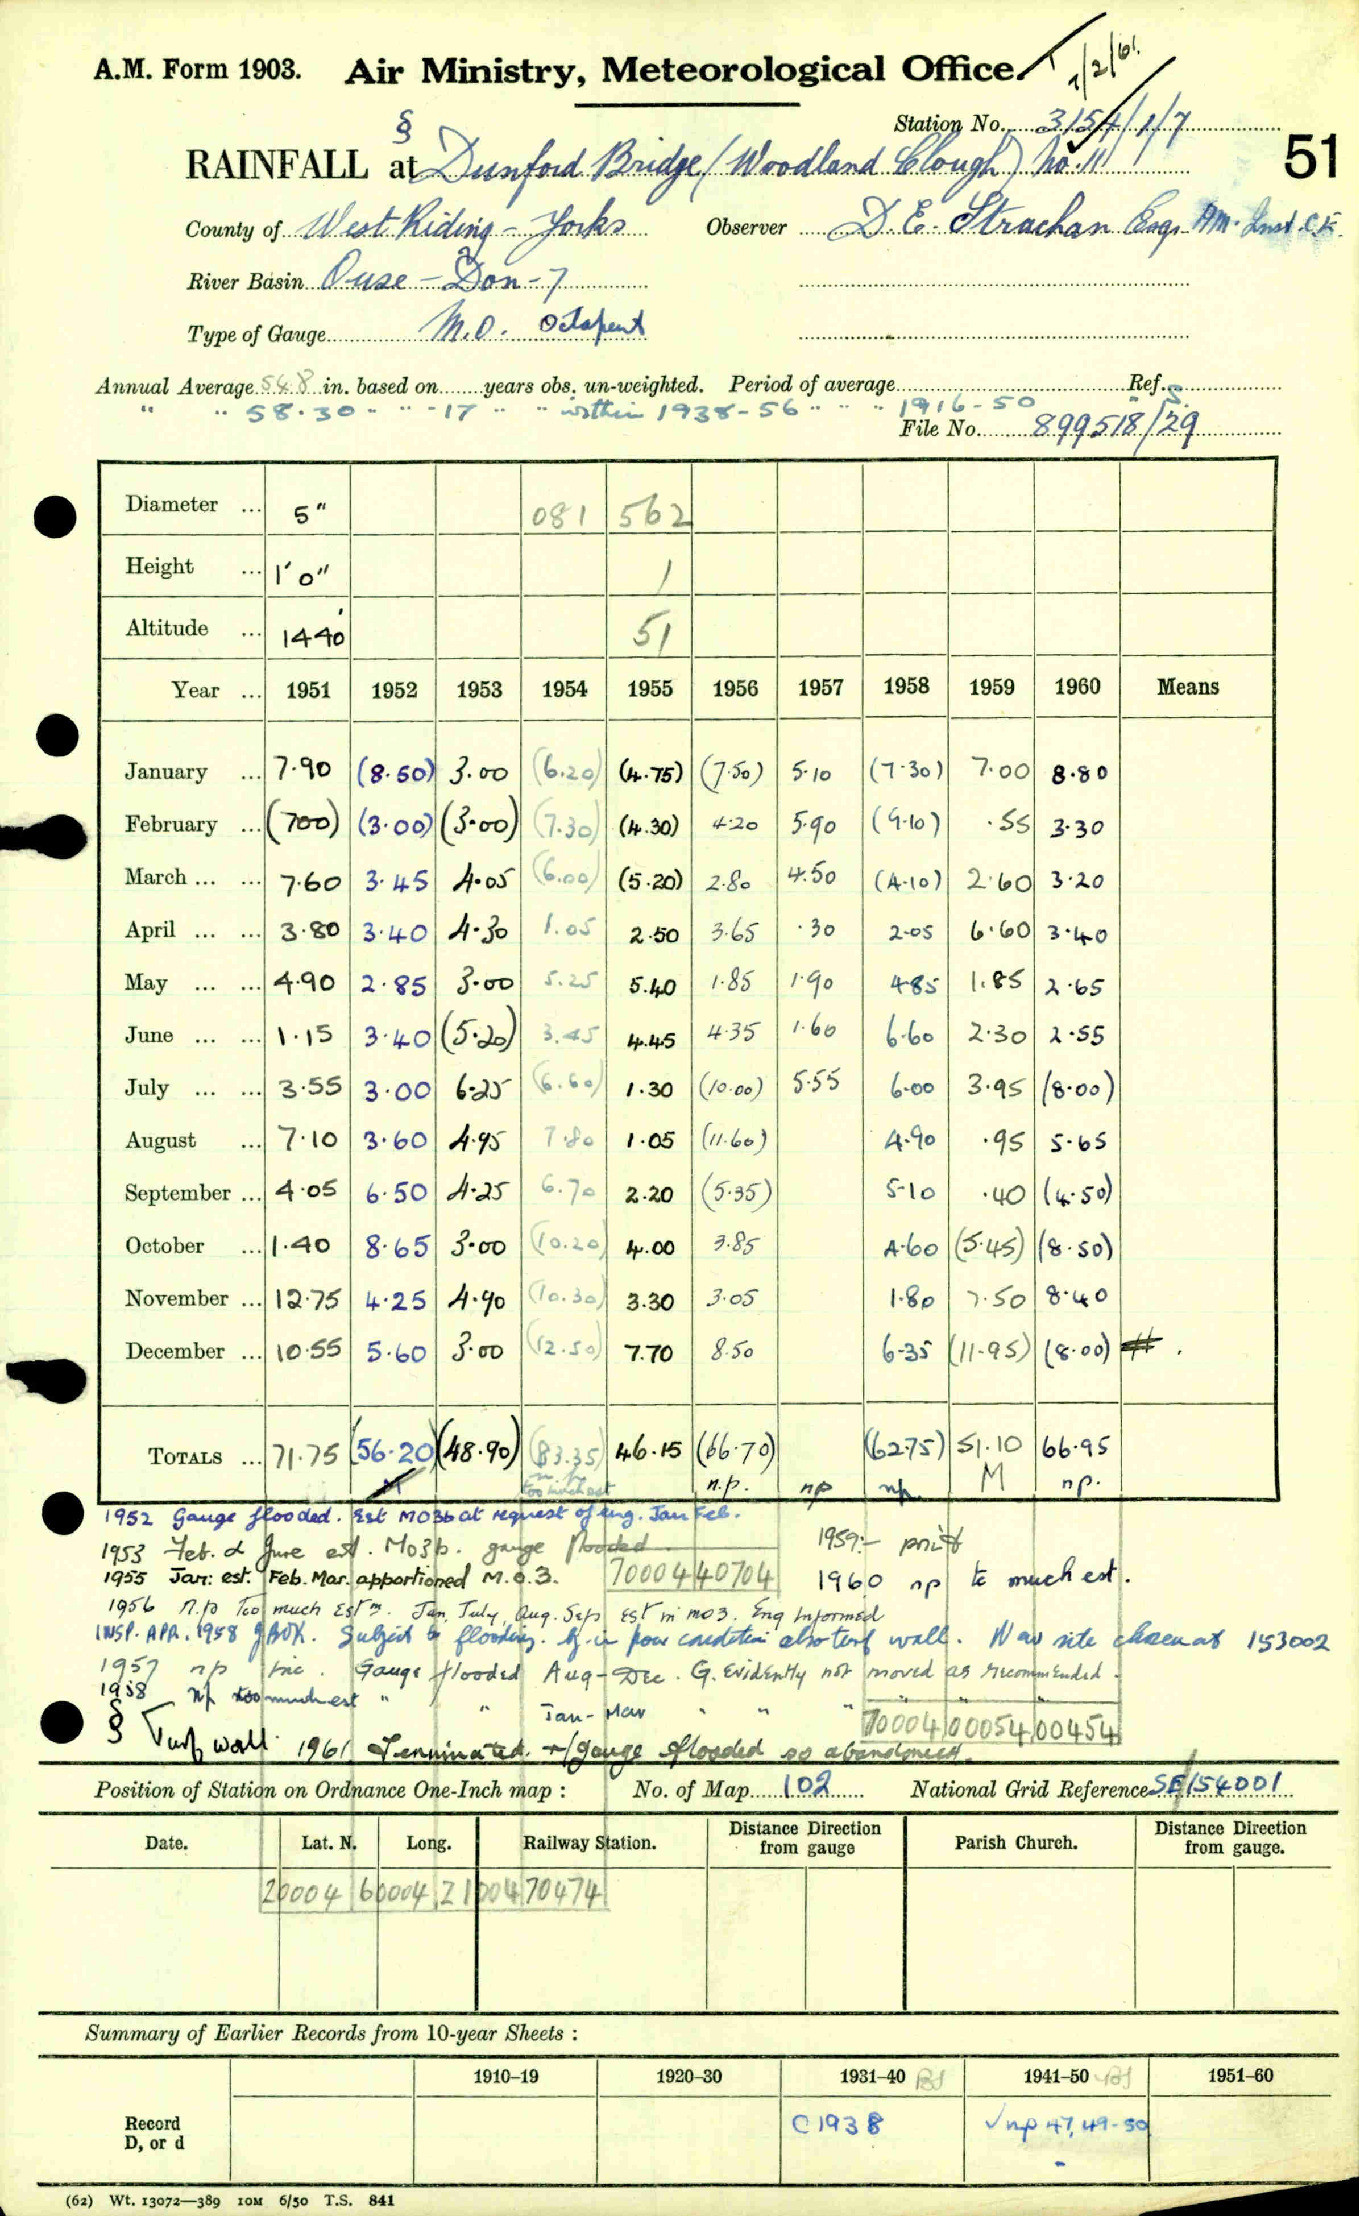 A.M. Form 1903. Air Ministry, Meteorological Office. 7/2/61.
Station No. 3154/1/7
51
§
RAINFALL at Dunford Bridge (Woodland Clough) No. 11
County of West Riding - Yorks Observer D. E. Strachan Esq. AM. Inst. C.E.
River Basin Ouse - Don - 7
Type of Gauge M.O. Octapent
Annual Average 54.8 in. based on years obs. un-weighted. Period of average Ref. S.
" " 58.30 " " -17 " " within 1938-56 " " " 1916-50 "
File No. 899518/29
Diameter ... 5" 081 562
Height ... 1'0" 1
Altitude ... 1440' 51
Year ... 1951 1952 1953 1954 1955 1956 1957 1958 1959 1960 Means
January ... 7.90 (8.50) 3.00 (6.20) (4.75) (7.50) 5.10 (7.30) 7.00 8.80
February ... (7.00) (3.00) (3.00) (7.30) (4.30) 4.20 5.90 (9.10) .55 3.30
March ... ... 7.60 3.45 4.05 (6.00) (5.20) 2.80 4.50 (4.10) 2.60 3.20
April ... ... 3.80 3.40 4.30 1.05 2.50 3.65 .30 2.05 6.60 3.40
May ... ... 4.90 2.85 3.00 5.25 5.40 1.85 1.90 4.85 1.85 2.65
June ... ... 1.15 3.40 (5.20) 3.45 4.45 4.35 1.60 6.60 2.30 2.55
July ... ... 3.55 3.00 6.25 (6.60) 1.30 (10.00) 5.55 6.00 3.95 (8.00)
August ... 7.10 3.60 4.95 7.80 1.05 (11.60) 4.90 .95 5.65
September ... 4.05 6.50 4.25 6.70 2.20 (5.35) 5.10 .40 (4.50)
October ... 1.40 8.65 3.00 (10.20) 4.00 3.85 4.60 (5.45) (8.50)
November ... 12.75 4.25 4.90 (10.30) 3.30 3.05 1.80 7.50 8.40
December ... 10.55 5.60 3.00 (12.50) 7.70 8.50 6.35 (11.95) (8.00)
TOTALS ... 71.75 (56.20) (48.90) (83.35) 46.15 (66.70) (62.75) 51.10 66.95
n.p. too much est n.p. np np. M np.
1952 Gauge flooded. Est MO3b at request of eng. Jan Feb.
1953 Feb. & June est. MO3b. gauge flooded. 1959:- print
1955 Jan: est. Feb. Mar. apportioned M.O.3. 70004 40704 1960 np to much est.
1956 n.p Too much Estm. Jan, July, Aug. Sep est in mo3. Eng informed
INSP. APR. 1958 Subject to flooding. G. in poor condition also turf wall. New site chosen at 153002
1957 np inc. Gauge flooded Aug-Dec. G. Evidently not moved as recommended.
1958 np too much est " " Jan-Mar " " " "
70004 00054 00454
§ Turf wall. 1961 Terminated. Gauge flooded so abandoned.
Position of Station on Ordnance One-Inch map : No. of Map 102 National Grid Reference SE/154001
Date. Lat. N. Long. Railway Station. Distance Direction from gauge Parish Church. Distance Direction from gauge.
20004 60004 21004 70474
Summary of Earlier Records from 10-year Sheets :
1910–19 1920–30 1931–40 1941–50 1951–60
Record D, or d C1938 √ np 47, 49-50
(62) Wt. 13072—389 10M 6/50 T.S. 841